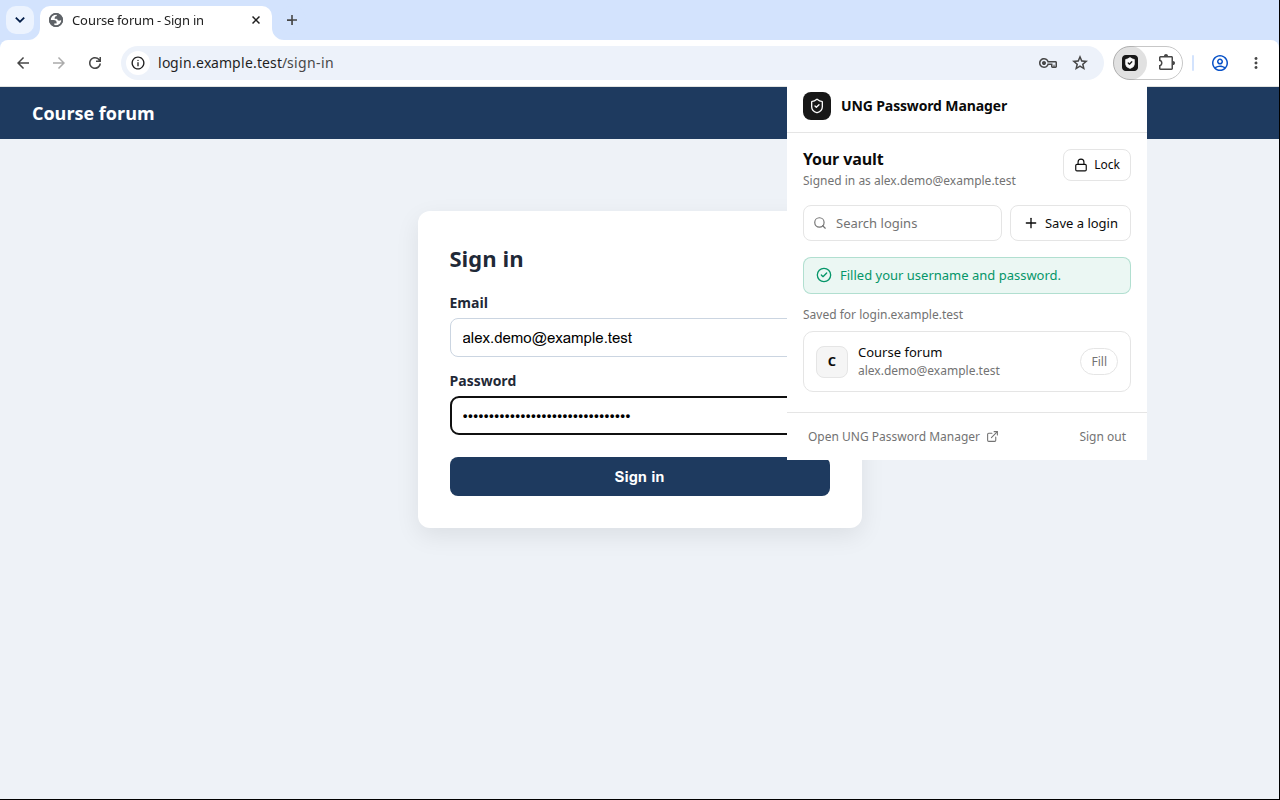 Course forum - Sign in
login.example.test/sign-in
Course forum
UNG Password Manager
Your vault
Signed in as alex.demo@example.test
Lock
Search logins
Save a login
Filled your username and password.
Saved for login.example.test
C
Course forum
alex.demo@example.test
Fill
Open UNG Password Manager
Sign out
Sign in
Email
alex.demo@example.test
Password
Sign in